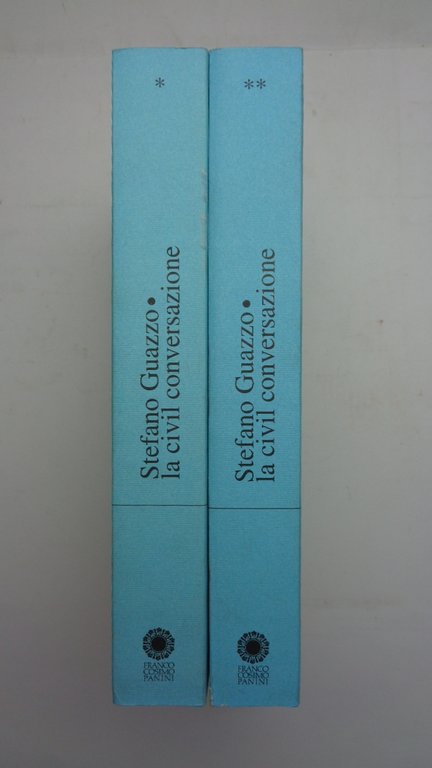 *
Stefano Guazzo•
la civil conversazione
FRANCO
COSIMO
PANINI
**
Stefano Guazzo•
la civil conversazione
FRANCO
COSIMO
PANINI